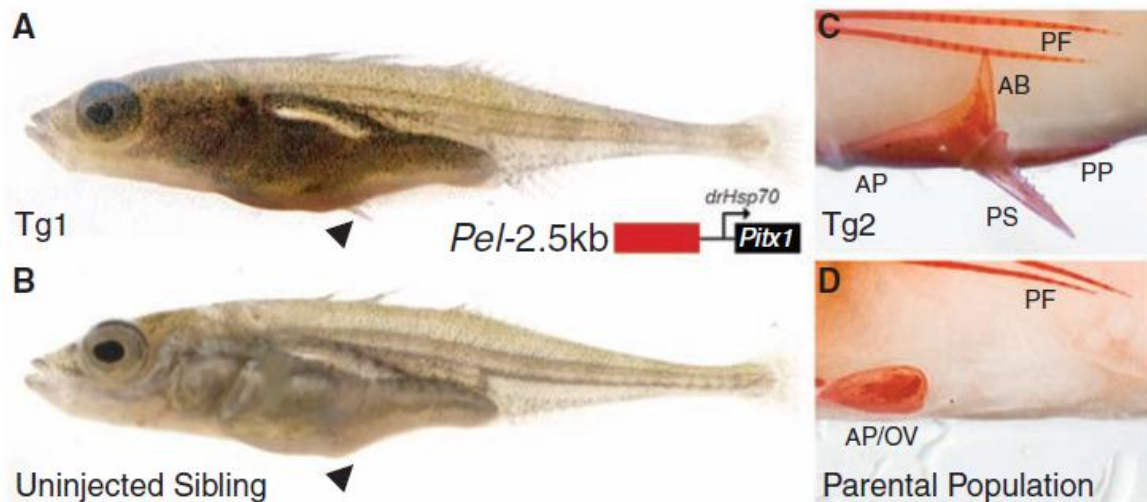 A
Tg1
Pel-2.5kb
drHsp70
Pitx1
B
Uninjected Sibling
C
PF
AB
AP
PP
PS
Tg2
D
PF
AP/OV
Parental Population